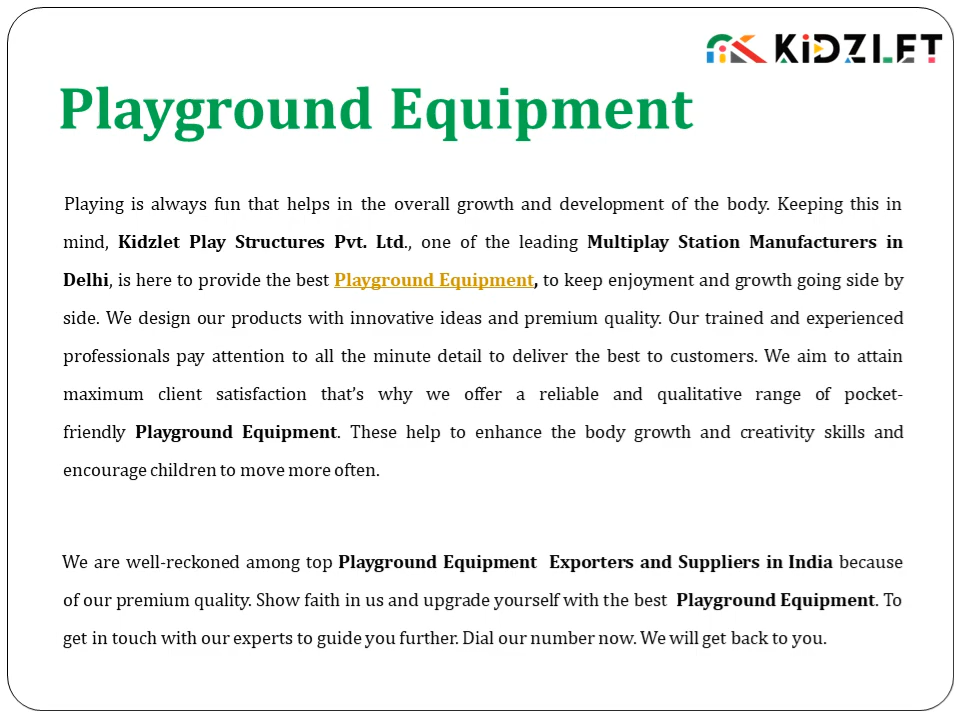 KiDZLET
Playground Equipment
Playing is always fun that helps in the overall growth and development of the body. Keeping this in
mind, Kidzlet Play Structures Pvt. Ltd., one of the leading Multiplay Station Manufacturers in
Delhi, is here to provide the best Playground Equipment, to keep enjoyment and growth going side by
side. We design our products with innovative ideas and premium quality. Our trained and experienced
professionals pay attention to all the minute detail to deliver the best to customers. We aim to attain
maximum client satisfaction that’s why we offer a reliable and qualitative range of pocket-
friendly Playground Equipment. These help to enhance the body growth and creativity skills and
encourage children to move more often.
We are well-reckoned among top Playground Equipment Exporters and Suppliers in India because
of our premium quality. Show faith in us and upgrade yourself with the best Playground Equipment. To
get in touch with our experts to guide you further. Dial our number now. We will get back to you.